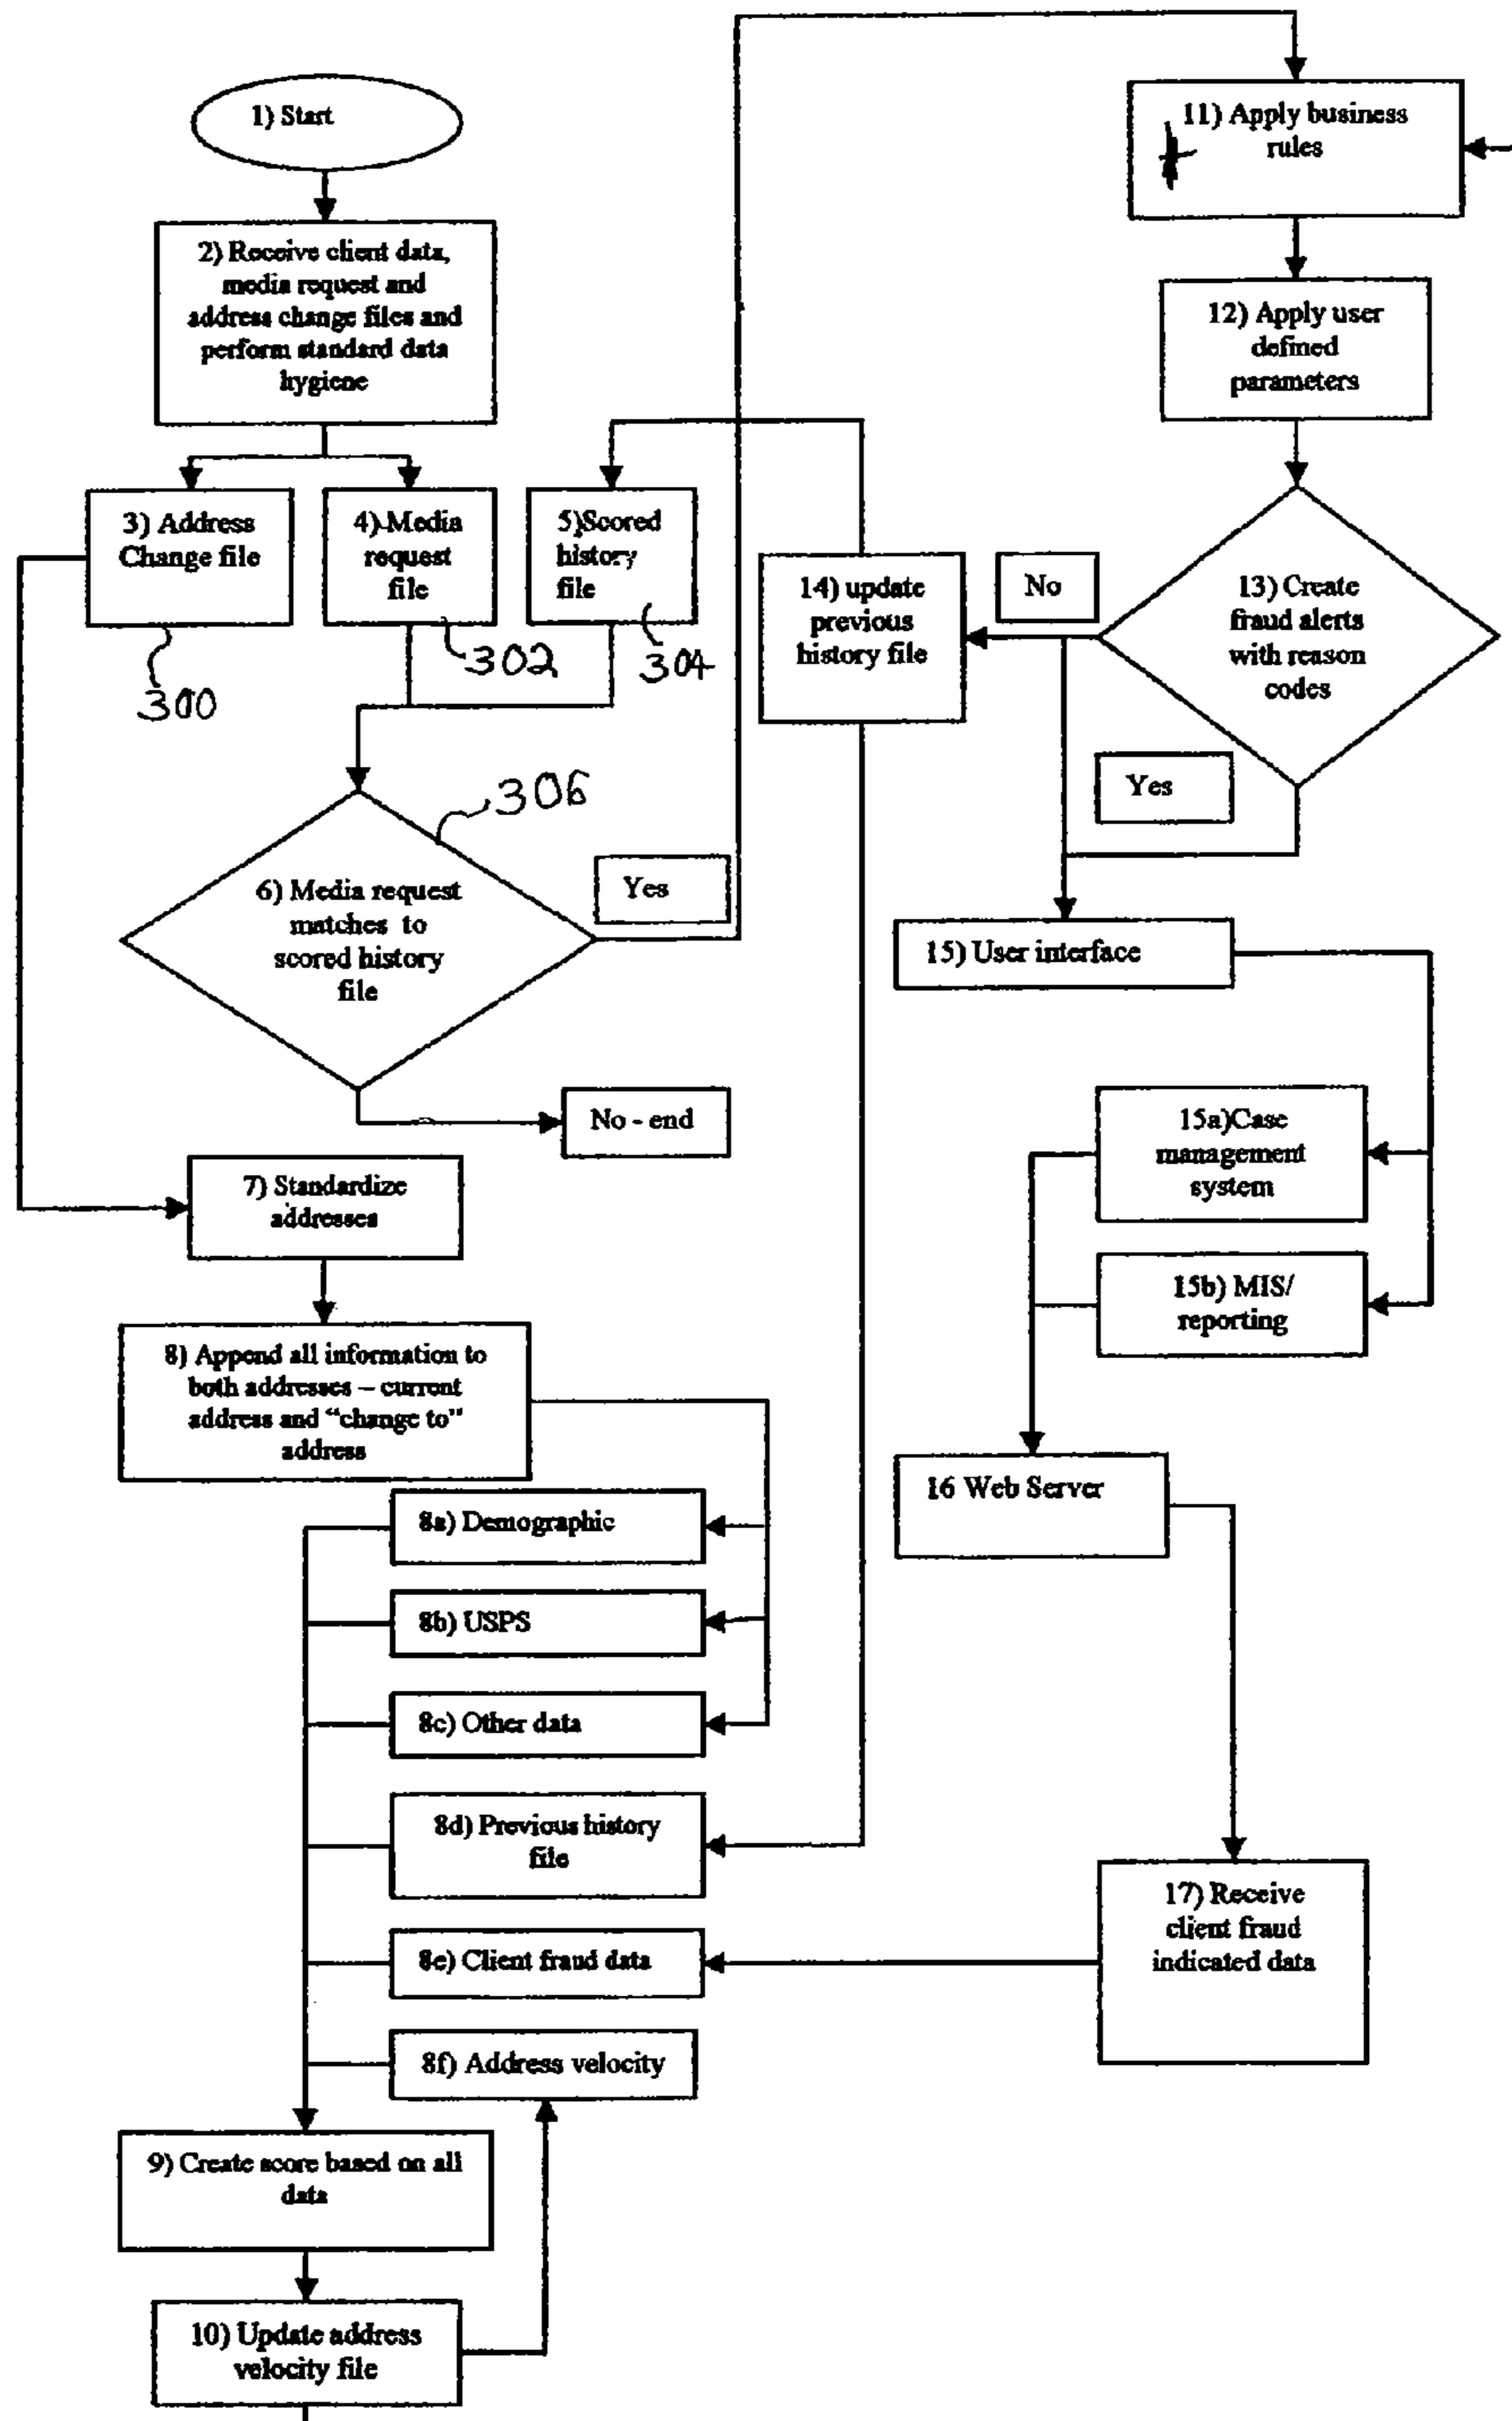 1) Start
2) Receive client data,
media request and
address change files and
perform standard data
hygiene
3) Address
Change file
4) Media
request
file
5)Scored
history
file
300
302
304
306
6) Media request
matches to
scored history
file
Yes
No - end
7) Standardize
addresses
8) Append all information to
both addresses – current
address and “change to”
address
8a) Demographic
8b) USPS
8c) Other data
8d) Previous history
file
8e) Client fraud data
8f) Address velocity
9) Create score based on all
data
10) Update address
velocity file
11) Apply business
rules
12) Apply user
defined
parameters
13) Create
fraud alerts
with reason
codes
No
Yes
14) update
previous
history file
15) User interface
15a)Case
management
system
15b) MIS/
reporting
16 Web Server
17) Receive
client fraud
indicated data